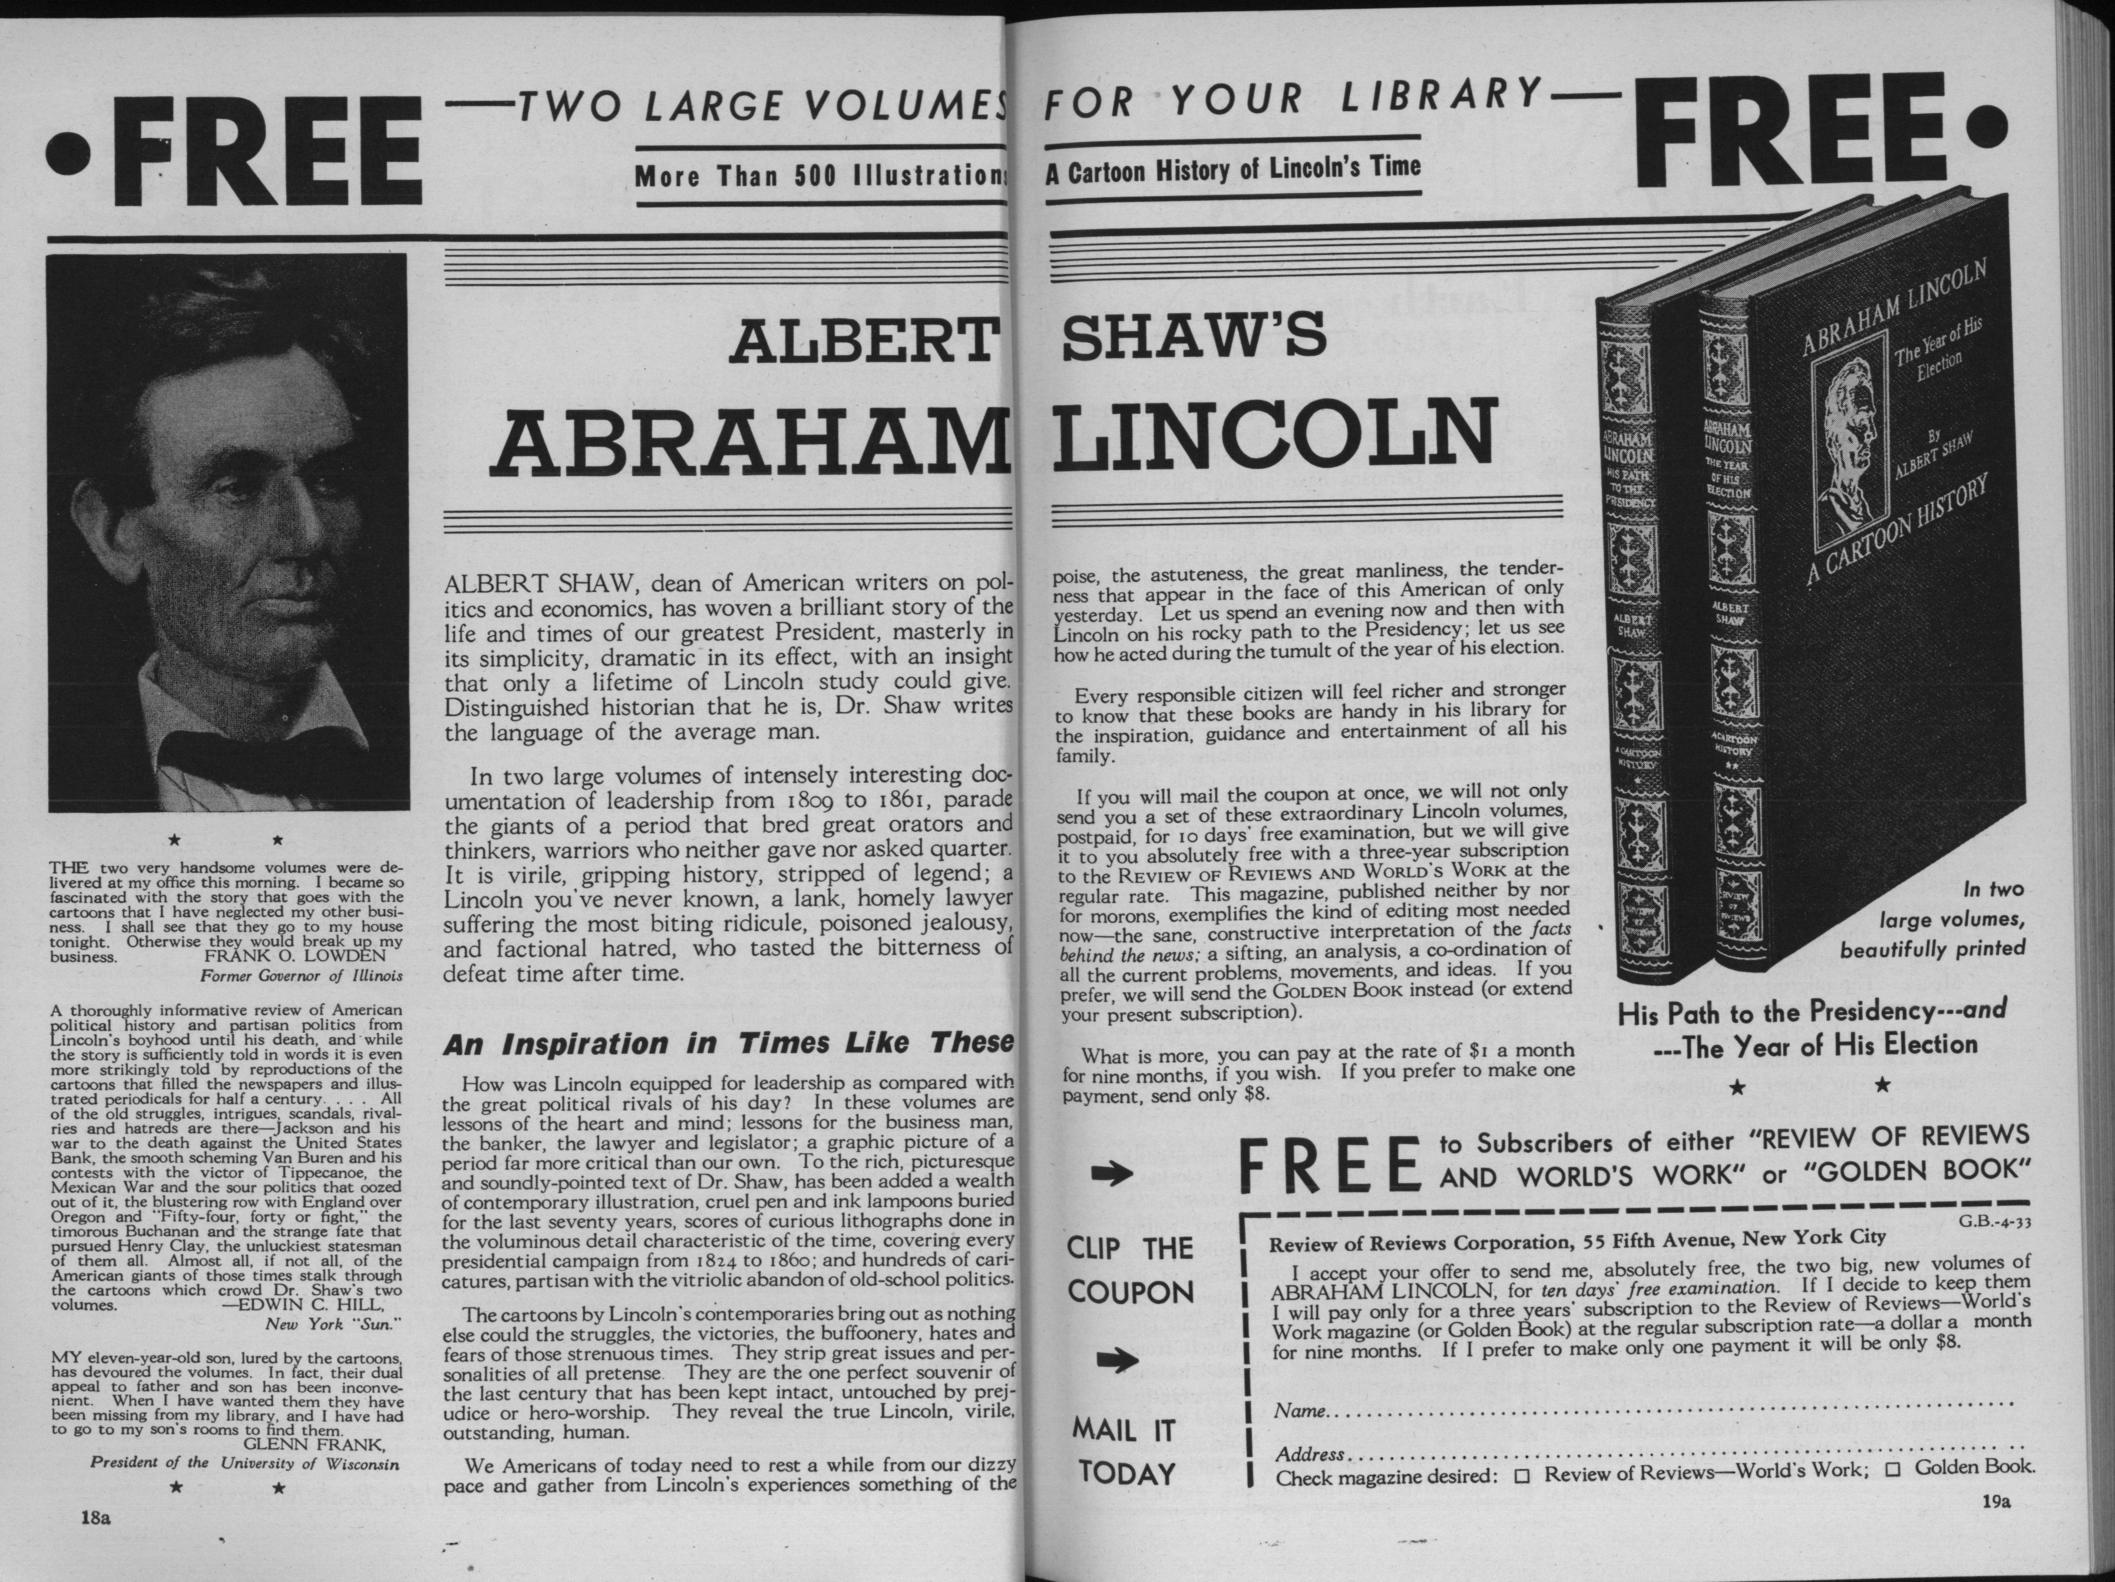 • FREE —TWO LARGE VOLUMES FOR YOUR LIBRARY— FREE •
More Than 500 Illustrations A Cartoon History of Lincoln's Time
ALBERT SHAW'S
ABRAHAM LINCOLN
★ ★
THE two very handsome volumes were de-
livered at my office this morning. I became so
fascinated with the story that goes with the
cartoons that I have neglected my other busi-
ness. I shall see that they go to my house
tonight. Otherwise they would break up my
business. FRANK O. LOWDEN
Former Governor of Illinois
A thoroughly informative review of American
political history and partisan politics from
Lincoln's boyhood until his death, and while
the story is sufficiently told in words it is even
more strikingly told by reproductions of the
cartoons that filled the newspapers and illus-
trated periodicals for half a century. . . . All
of the old struggles, intrigues, scandals, rival-
ries and hatreds are there—Jackson and his
war to the death against the United States
Bank, the smooth scheming Van Buren and his
contests with the victor of Tippecanoe, the
Mexican War and the sour politics that oozed
out of it, the blustering row with England over
Oregon and "Fifty-four, forty or fight," the
timorous Buchanan and the strange fate that
pursued Henry Clay, the unluckiest statesman
of them all. Almost all, if not all, of the
American giants of those times stalk through
the cartoons which crowd Dr. Shaw's two
volumes. —EDWIN C. HILL,
New York "Sun."
MY eleven-year-old son, lured by the cartoons,
has devoured the volumes. In fact, their dual
appeal to father and son has been inconve-
nient. When I have wanted them they have
been missing from my library, and I have had
to go to my son's rooms to find them.
GLENN FRANK,
President of the University of Wisconsin
★ ★
18a
ALBERT SHAW, dean of American writers on pol-
itics and economics, has woven a brilliant story of the
life and times of our greatest President, masterly in
its simplicity, dramatic in its effect, with an insight
that only a lifetime of Lincoln study could give.
Distinguished historian that he is, Dr. Shaw writes
the language of the average man.
In two large volumes of intensely interesting doc-
umentation of leadership from 1809 to 1861, parade
the giants of a period that bred great orators and
thinkers, warriors who neither gave nor asked quarter.
It is virile, gripping history, stripped of legend; a
Lincoln you've never known, a lank, homely lawyer
suffering the most biting ridicule, poisoned jealousy,
and factional hatred, who tasted the bitterness of
defeat time after time.
An Inspiration in Times Like These
How was Lincoln equipped for leadership as compared with
the great political rivals of his day? In these volumes are
lessons of the heart and mind; lessons for the business man,
the banker, the lawyer and legislator; a graphic picture of a
period far more critical than our own. To the rich, picturesque
and soundly-pointed text of Dr. Shaw, has been added a wealth
of contemporary illustration, cruel pen and ink lampoons buried
for the last seventy years, scores of curious lithographs done in
the voluminous detail characteristic of the time, covering every
presidential campaign from 1824 to 1860; and hundreds of cari-
catures, partisan with the vitriolic abandon of old-school politics.
The cartoons by Lincoln's contemporaries bring out as nothing
else could the struggles, the victories, the buffoonery, hates and
fears of those strenuous times. They strip great issues and per-
sonalities of all pretense. They are the one perfect souvenir of
the last century that has been kept intact, untouched by prej-
udice or hero-worship. They reveal the true Lincoln, virile,
outstanding, human.
We Americans of today need to rest a while from our dizzy
pace and gather from Lincoln's experiences something of the
poise, the astuteness, the great manliness, the tender-
ness that appear in the face of this American of only
yesterday. Let us spend an evening now and then with
Lincoln on his rocky path to the Presidency; let us see
how he acted during the tumult of the year of his election.
Every responsible citizen will feel richer and stronger
to know that these books are handy in his library for
the inspiration, guidance and entertainment of all his
family.
If you will mail the coupon at once, we will not only
send you a set of these extraordinary Lincoln volumes,
postpaid, for 10 days' free examination, but we will give
it to you absolutely free with a three-year subscription
to the REVIEW OF REVIEWS AND WORLD'S WORK at the
regular rate. This magazine, published neither by nor
for morons, exemplifies the kind of editing most needed
now—the sane, constructive interpretation of the facts
behind the news; a sifting, an analysis, a co-ordination of
all the current problems, movements, and ideas. If you
prefer, we will send the GOLDEN BOOK instead (or extend
your present subscription).
What is more, you can pay at the rate of $1 a month
for nine months, if you wish. If you prefer to make one
payment, send only $8.
ABRAHAM
LINCOLN
HIS PATH
TO THE
PRESIDENCY
ALBERT
SHAW
A CARTOON
HISTORY
★
REVIEW
OF
REVIEWS
ABRAHAM
LINCOLN
THE YEAR
OF HIS
ELECTION
ALBERT
SHAW
A CARTOON
HISTORY
★★
REVIEW
OF
REVIEWS
ABRAHAM LINCOLN
The Year of His
Election
By
ALBERT SHAW
A CARTOON HISTORY
In two
large volumes,
beautifully printed
His Path to the Presidency---and
---The Year of His Election
★ ★
FREE to Subscribers of either "REVIEW OF REVIEWS
AND WORLD'S WORK" or "GOLDEN BOOK"
CLIP THE
COUPON
MAIL IT
TODAY
G.B.-4-33
Review of Reviews Corporation, 55 Fifth Avenue, New York City
I accept your offer to send me, absolutely free, the two big, new volumes of
ABRAHAM LINCOLN, for ten days' free examination. If I decide to keep them
I will pay only for a three years' subscription to the Review of Reviews—World's
Work magazine (or Golden Book) at the regular subscription rate—a dollar a month
for nine months. If I prefer to make only one payment it will be only $8.
Name
Address
Check magazine desired: ☐ Review of Reviews—World's Work; ☐ Golden Book.
19a